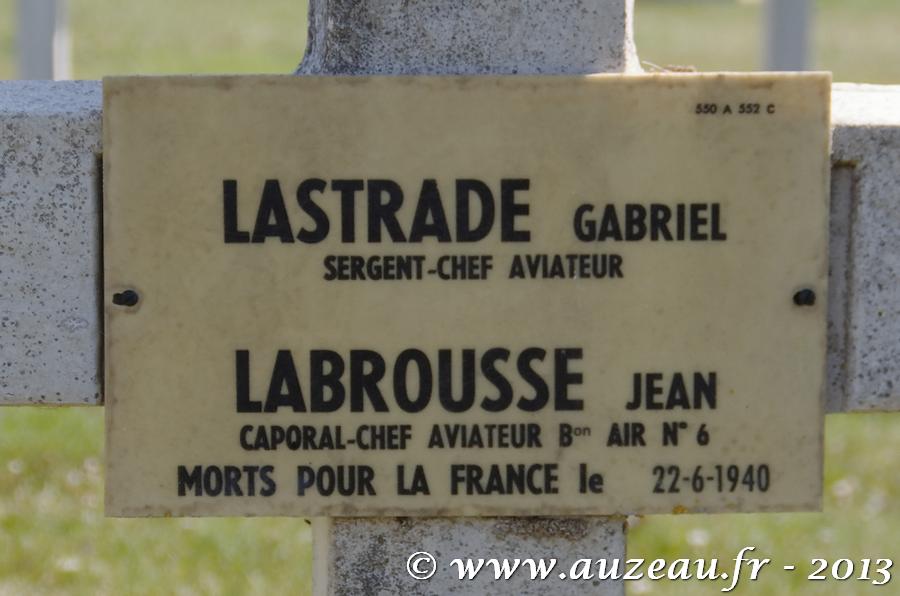 550 A 552 C
LASTRADE GABRIEL
SERGENT-CHEF AVIATEUR
LABROUSSE JEAN
CAPORAL-CHEF AVIATEUR Bon AIR N° 6
MORTS POUR LA FRANCE le 22-6-1940
© www.auzeau.fr - 2013